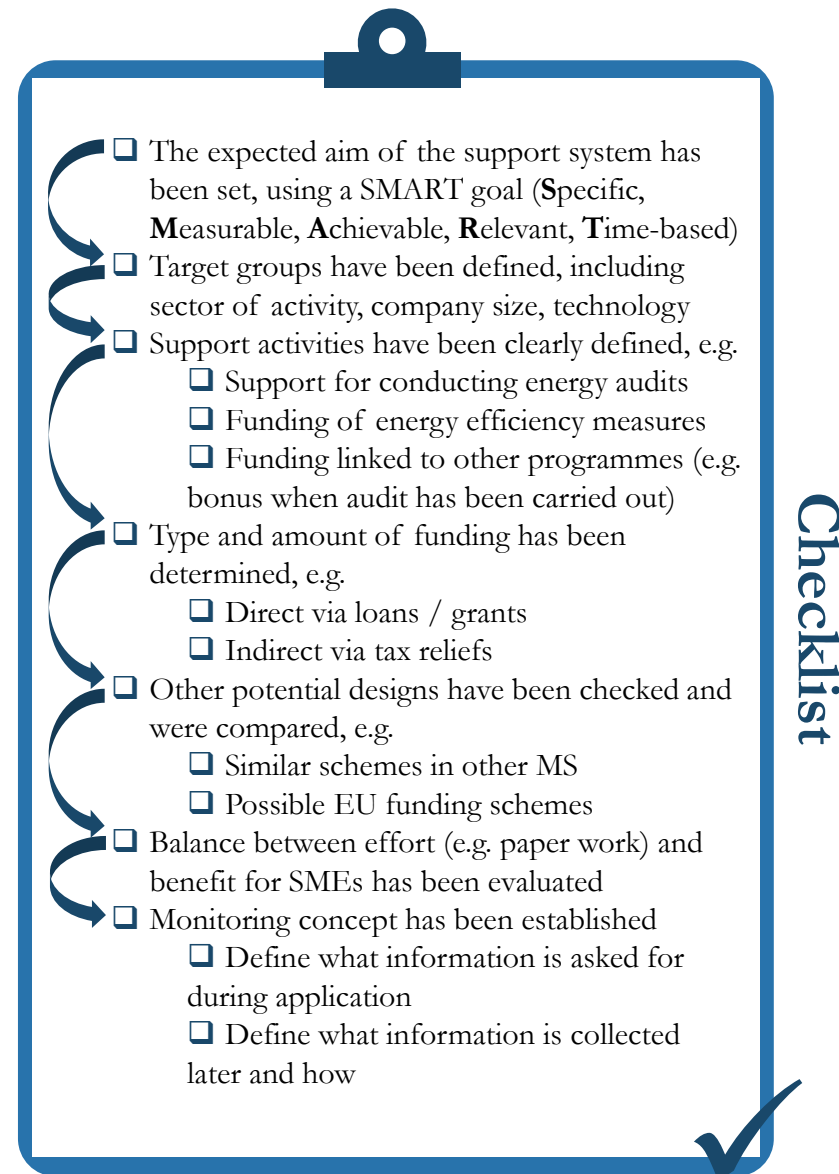 ❑ The expected aim of the support system has
been set, using a SMART goal (Specific,
Measurable, Achievable, Relevant, Time-based)
❑ Target groups have been defined, including
sector of activity, company size, technology
❑ Support activities have been clearly defined, e.g.
❑ Support for conducting energy audits
❑ Funding of energy efficiency measures
❑ Funding linked to other programmes (e.g.
bonus when audit has been carried out)
❑ Type and amount of funding has been
determined, e.g.
❑ Direct via loans / grants
❑ Indirect via tax reliefs
❑ Other potential designs have been checked and
were compared, e.g.
❑ Similar schemes in other MS
❑ Possible EU funding schemes
❑ Balance between effort (e.g. paper work) and
benefit for SMEs has been evaluated
❑ Monitoring concept has been established
❑ Define what information is asked for
during application
❑ Define what information is collected
later and how
Checklist